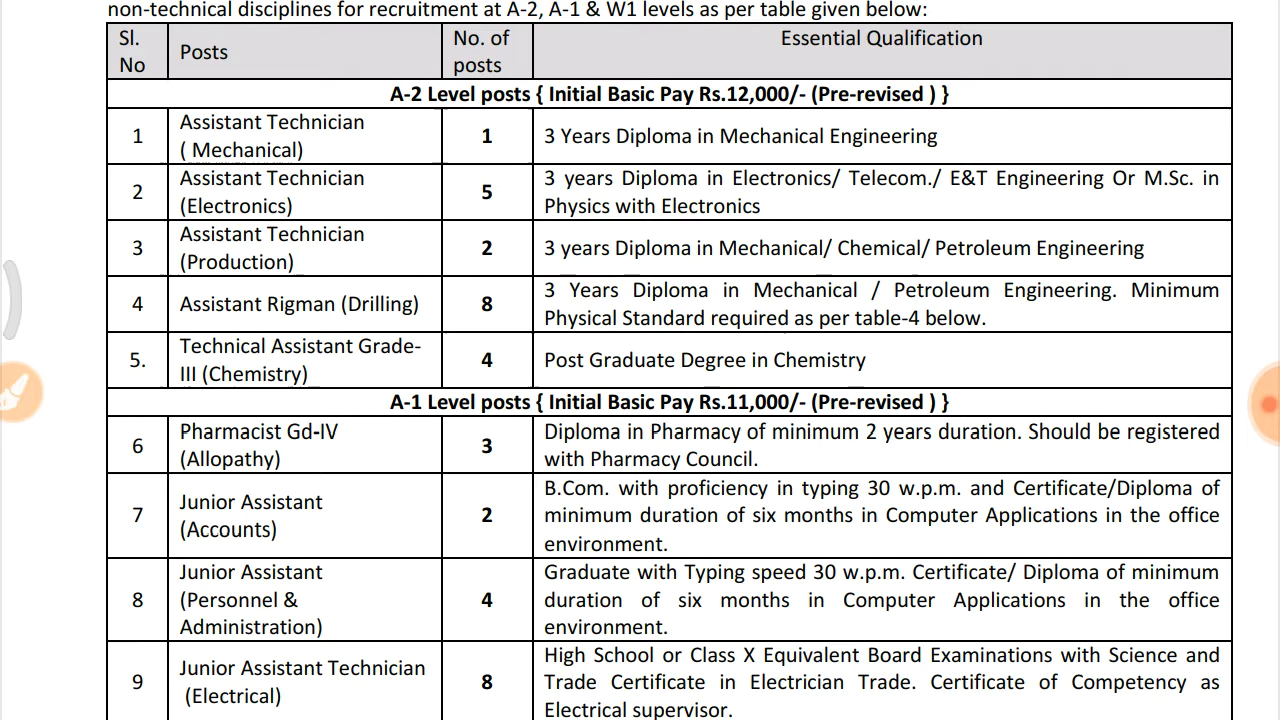 non-technical disciplines for recruitment at A-2, A-1 & W1 levels as per table given below:
Sl. No Posts No. of posts Essential Qualification
A-2 Level posts { Initial Basic Pay Rs.12,000/- (Pre-revised ) }
1 Assistant Technician ( Mechanical) 1 3 Years Diploma in Mechanical Engineering
2 Assistant Technician (Electronics) 5 3 years Diploma in Electronics/ Telecom./ E&T Engineering Or M.Sc. in
Physics with Electronics
3 Assistant Technician (Production) 2 3 years Diploma in Mechanical/ Chemical/ Petroleum Engineering
4 Assistant Rigman (Drilling) 8 3 Years Diploma in Mechanical / Petroleum Engineering. Minimum
Physical Standard required as per table-4 below.
5. Technical Assistant Grade-III (Chemistry) 4 Post Graduate Degree in Chemistry
A-1 Level posts { Initial Basic Pay Rs.11,000/- (Pre-revised ) }
6 Pharmacist Gd-IV (Allopathy) 3 Diploma in Pharmacy of minimum 2 years duration. Should be registered
with Pharmacy Council.
7 Junior Assistant (Accounts) 2 B.Com. with proficiency in typing 30 w.p.m. and Certificate/Diploma of
minimum duration of six months in Computer Applications in the office
environment.
8 Junior Assistant (Personnel & Administration) 4 Graduate with Typing speed 30 w.p.m. Certificate/ Diploma of minimum
duration of six months in Computer Applications in the office
environment.
9 Junior Assistant Technician (Electrical) 8 High School or Class X Equivalent Board Examinations with Science and
Trade Certificate in Electrician Trade. Certificate of Competency as
Electrical supervisor.